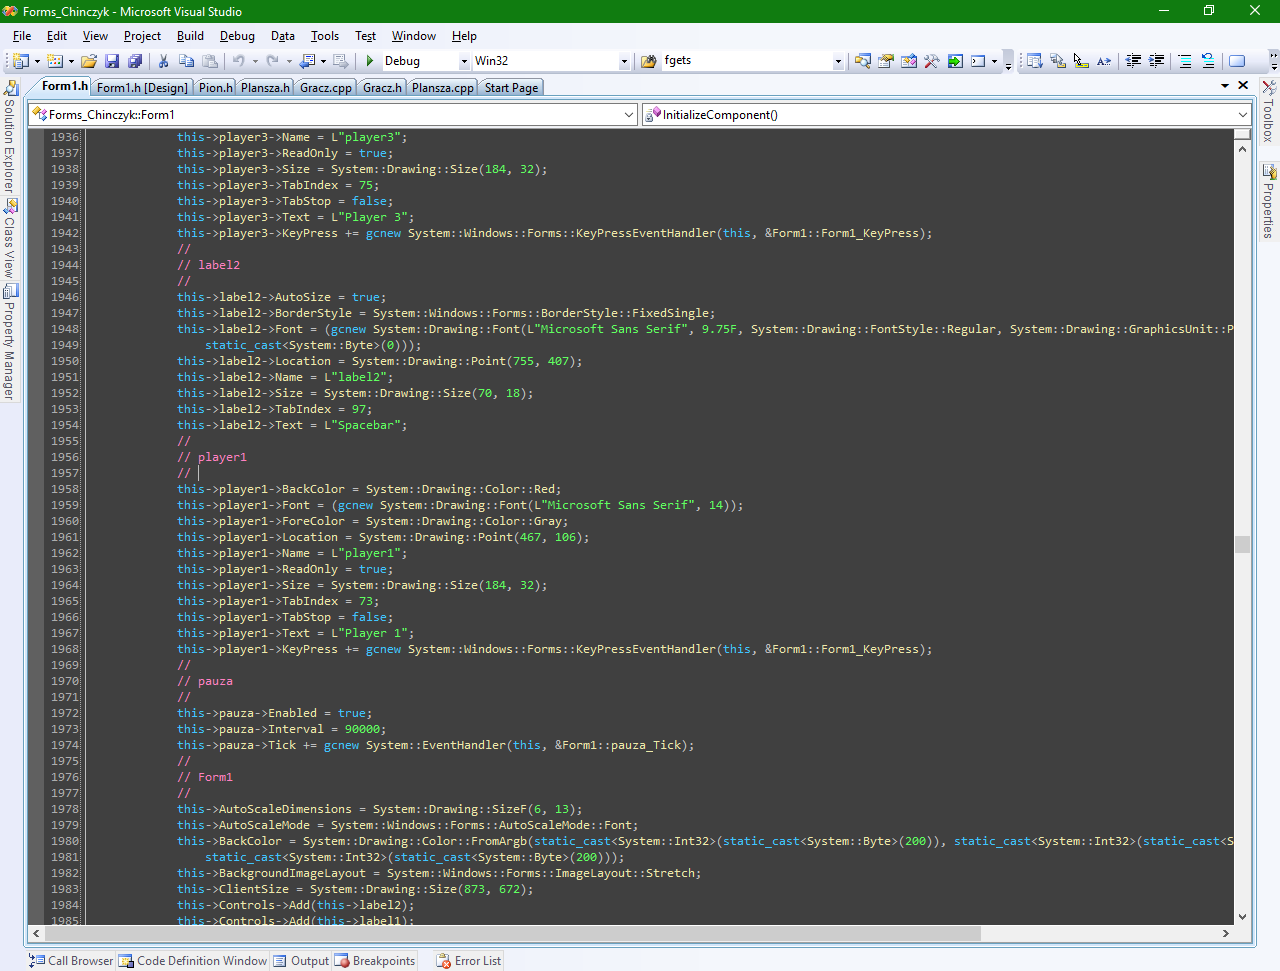 Forms_Chinczyk - Microsoft Visual Studio
File Edit View Project Build Debug Data Tools Test Window Help
Debug Win32 fgets
Form1.h Form1.h [Design] Pion.h Plansza.h Gracz.cpp Gracz.h Plansza.cpp Start Page
Forms_Chinczyk::Form1 InitializeComponent()
Solution Explorer
Class View
Property Manager
Toolbox
Properties
1936 this->player3->Name = L"player3";
1937 this->player3->ReadOnly = true;
1938 this->player3->Size = System::Drawing::Size(184, 32);
1939 this->player3->TabIndex = 75;
1940 this->player3->TabStop = false;
1941 this->player3->Text = L"Player 3";
1942 this->player3->KeyPress += gcnew System::Windows::Forms::KeyPressEventHandler(this, &Form1::Form1_KeyPress);
1943 //
1944 // label2
1945 //
1946 this->label2->AutoSize = true;
1947 this->label2->BorderStyle = System::Windows::Forms::BorderStyle::FixedSingle;
1948 this->label2->Font = (gcnew System::Drawing::Font(L"Microsoft Sans Serif", 9.75F, System::Drawing::FontStyle::Regular, System::Drawing::GraphicsUnit::P
1949 static_cast<System::Byte>(0)));
1950 this->label2->Location = System::Drawing::Point(755, 407);
1951 this->label2->Name = L"label2";
1952 this->label2->Size = System::Drawing::Size(70, 18);
1953 this->label2->TabIndex = 97;
1954 this->label2->Text = L"Spacebar";
1955 //
1956 // player1
1957 //
1958 this->player1->BackColor = System::Drawing::Color::Red;
1959 this->player1->Font = (gcnew System::Drawing::Font(L"Microsoft Sans Serif", 14));
1960 this->player1->ForeColor = System::Drawing::Color::Gray;
1961 this->player1->Location = System::Drawing::Point(467, 106);
1962 this->player1->Name = L"player1";
1963 this->player1->ReadOnly = true;
1964 this->player1->Size = System::Drawing::Size(184, 32);
1965 this->player1->TabIndex = 73;
1966 this->player1->TabStop = false;
1967 this->player1->Text = L"Player 1";
1968 this->player1->KeyPress += gcnew System::Windows::Forms::KeyPressEventHandler(this, &Form1::Form1_KeyPress);
1969 //
1970 // pauza
1971 //
1972 this->pauza->Enabled = true;
1973 this->pauza->Interval = 90000;
1974 this->pauza->Tick += gcnew System::EventHandler(this, &Form1::pauza_Tick);
1975 //
1976 // Form1
1977 //
1978 this->AutoScaleDimensions = System::Drawing::SizeF(6, 13);
1979 this->AutoScaleMode = System::Windows::Forms::AutoScaleMode::Font;
1980 this->BackColor = System::Drawing::Color::FromArgb(static_cast<System::Int32>(static_cast<System::Byte>(200)), static_cast<System::Int32>(static_cast<S
1981 static_cast<System::Int32>(static_cast<System::Byte>(200)));
1982 this->BackgroundImageLayout = System::Windows::Forms::ImageLayout::Stretch;
1983 this->ClientSize = System::Drawing::Size(873, 672);
1984 this->Controls->Add(this->label2);
1985 this->Controls->Add(this->label1);
Call Browser Code Definition Window Output Breakpoints Error List